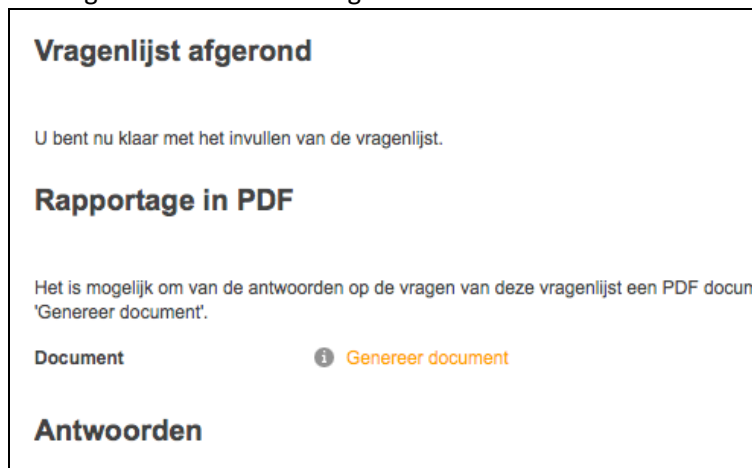 Vragenlijst afgerond
U bent nu klaar met het invullen van de vragenlijst.
Rapportage in PDF
Het is mogelijk om van de antwoorden op de vragen van deze vragenlijst een PDF
'Genereer document'.
Document Genereer document
Antwoorden